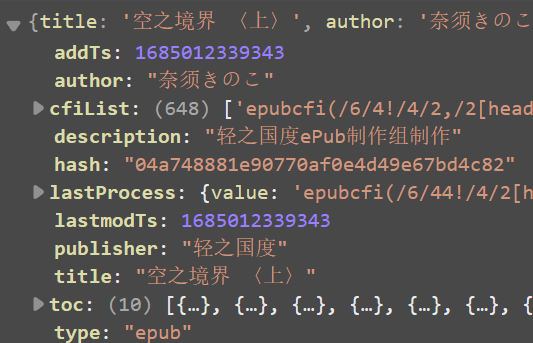 {title: '空之境界 〈上〉', author: '奈须きのこ
addTs: 1685012339343
author: "奈须きのこ"
cfiList: (648) ['epubcfi(/6/4!/4/2,/2[head
description: "轻之国度ePub制作组制作"
hash: "04a748881e90770af0e4d49e67bd4c82"
lastProcess: {value: 'epubcfi(/6/44!/4/2[h
lastmodTs: 1685012339343
publisher: "轻之国度"
title: "空之境界 〈上〉"
toc: (10) [{…}, {…}, {…}, {…}, {…}, {…}, {
type: "epub"